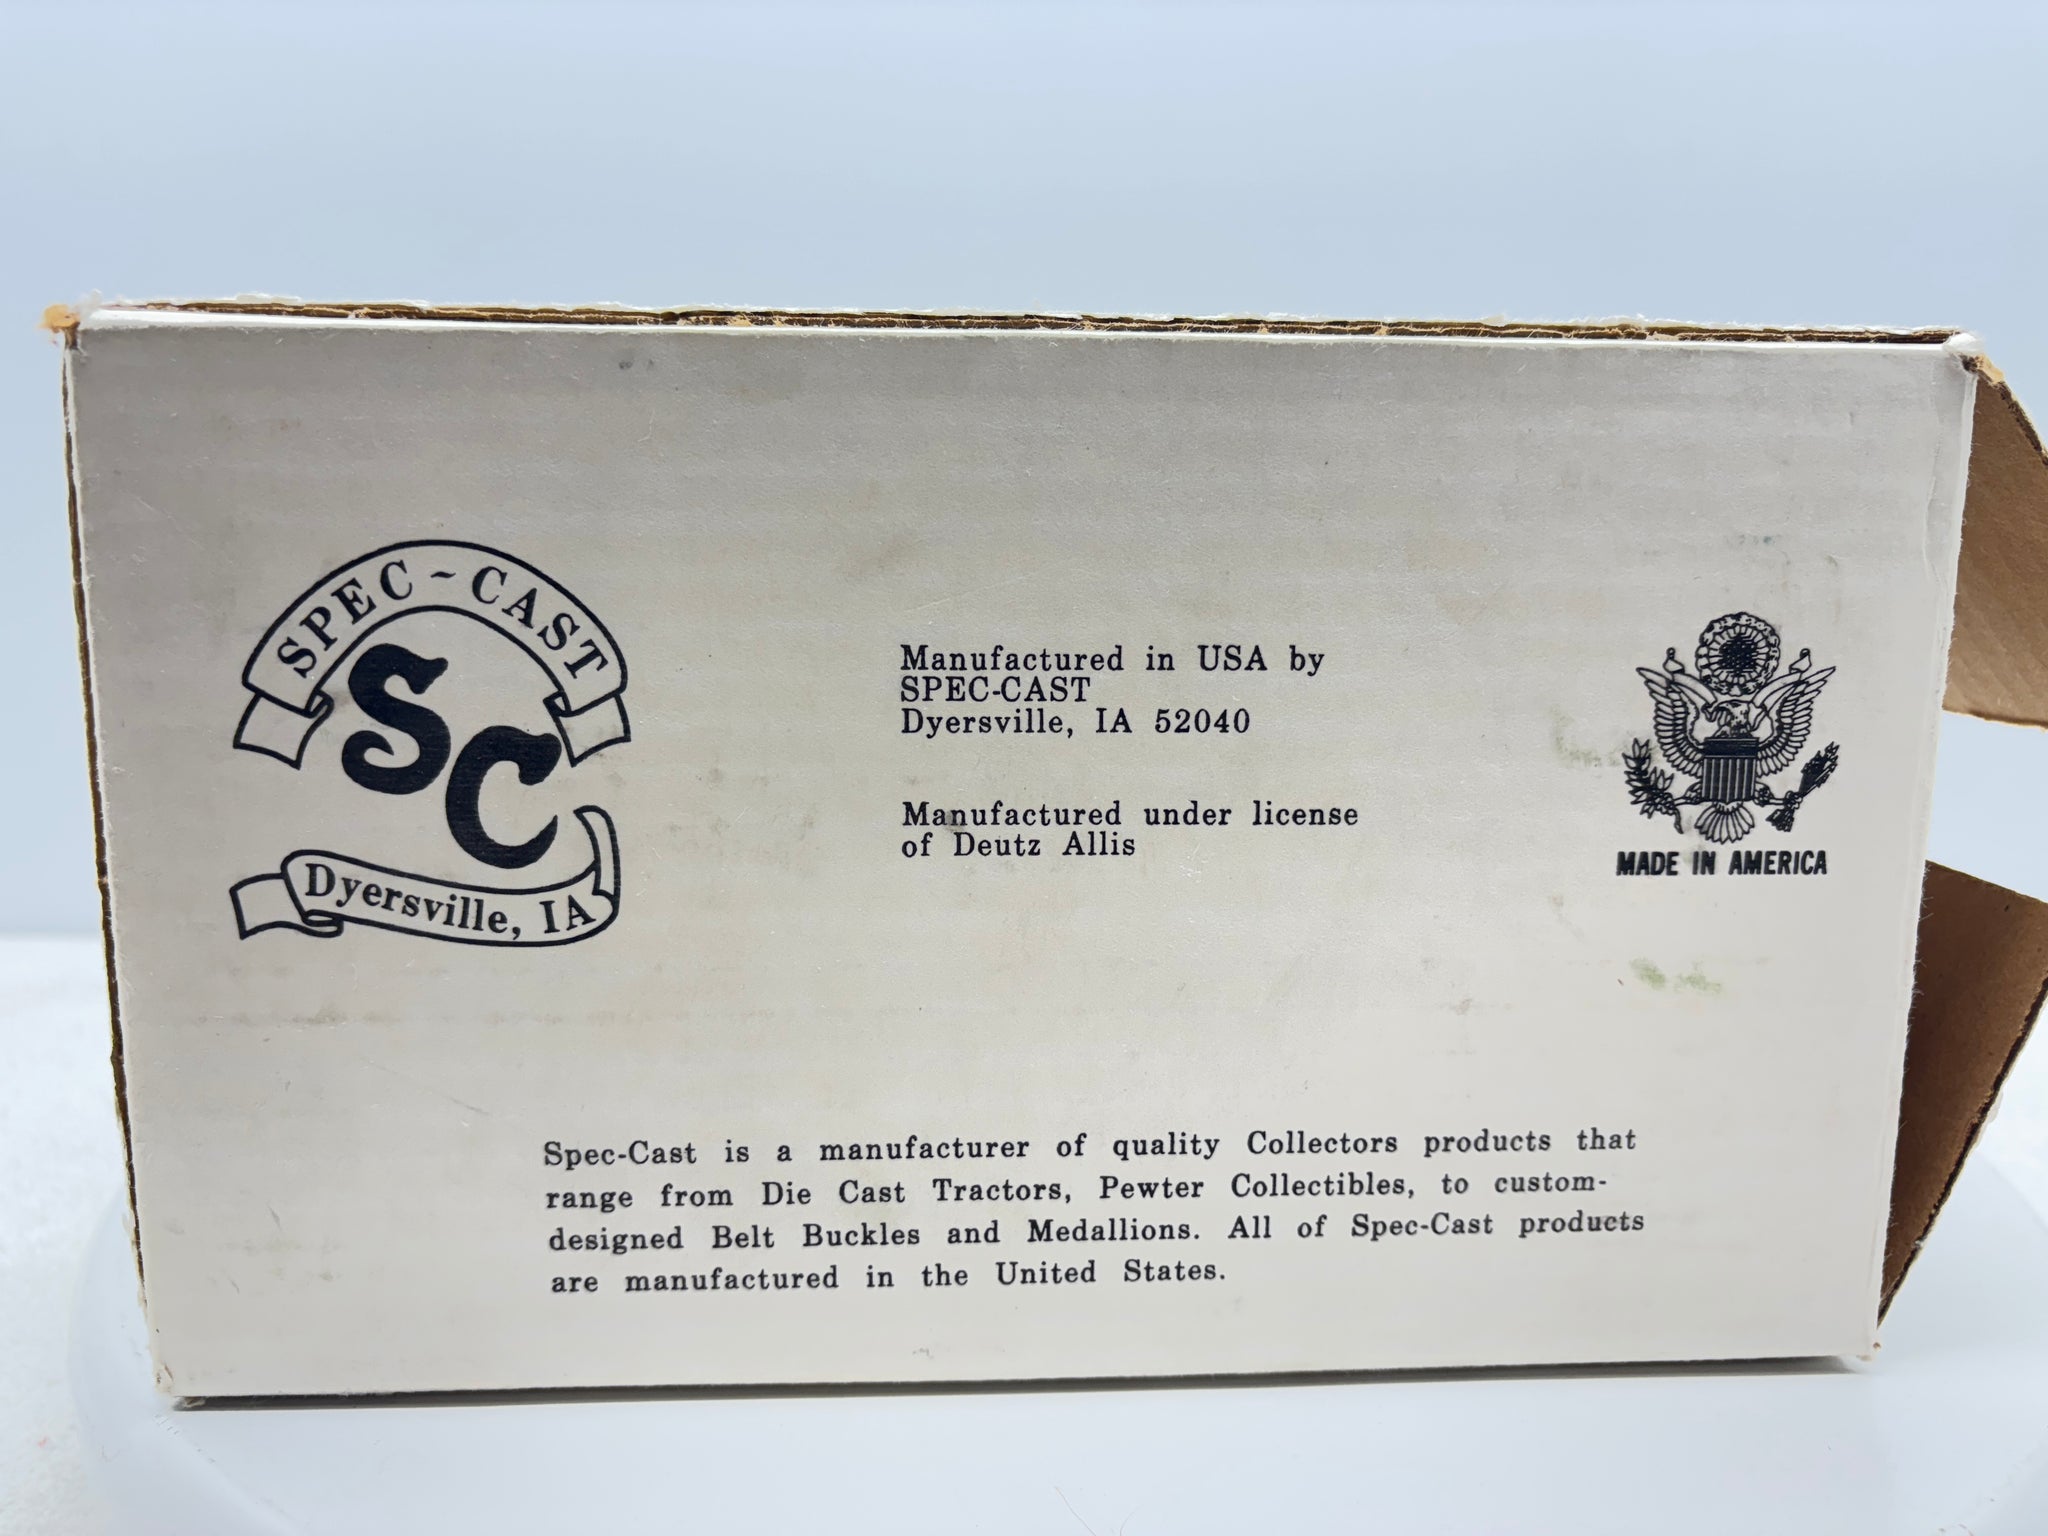 SPEC-CAST
SC
Dyersville, IA
Manufactured in USA by
SPEC-CAST
Dyersville, IA 52040
Manufactured under license
of Deutz Allis
MADE IN AMERICA
Spec-Cast is a manufacturer of quality Collectors products that
range from Die Cast Tractors, Pewter Collectibles, to custom-
designed Belt Buckles and Medallions. All of Spec-Cast products
are manufactured in the United States.